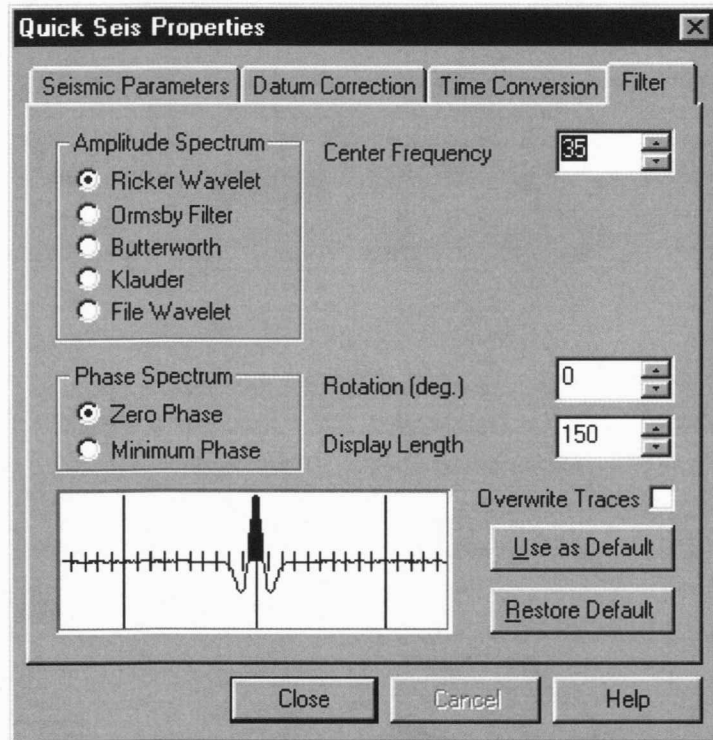 Quick Seis Properties
Seismic Parameters Datum Correction Time Conversion Filter
Amplitude Spectrum
Ricker Wavelet
Ormsby Filter
Butterworth
Klauder
File Wavelet
Center Frequency 35
Phase Spectrum
Zero Phase
Minimum Phase
Rotation (deg.) 0
Display Length 150
Overwrite Traces
Use as Default
Restore Default
Close Cancel Help